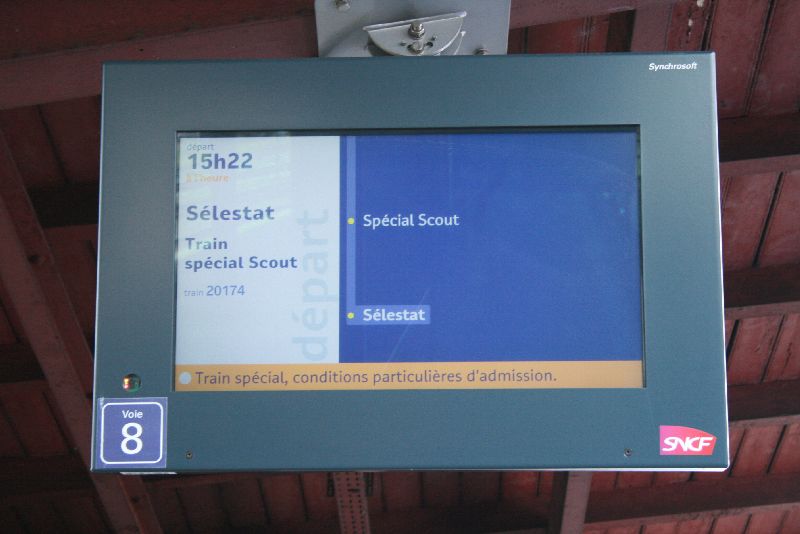 Synchrosoft
départ
15h22
à l'heure
Sélestat
Train
spécial Scout
train 20174
départ
Spécial Scout
Sélestat
Train spécial, conditions particulières d'admission.
Voie
8
SNCF